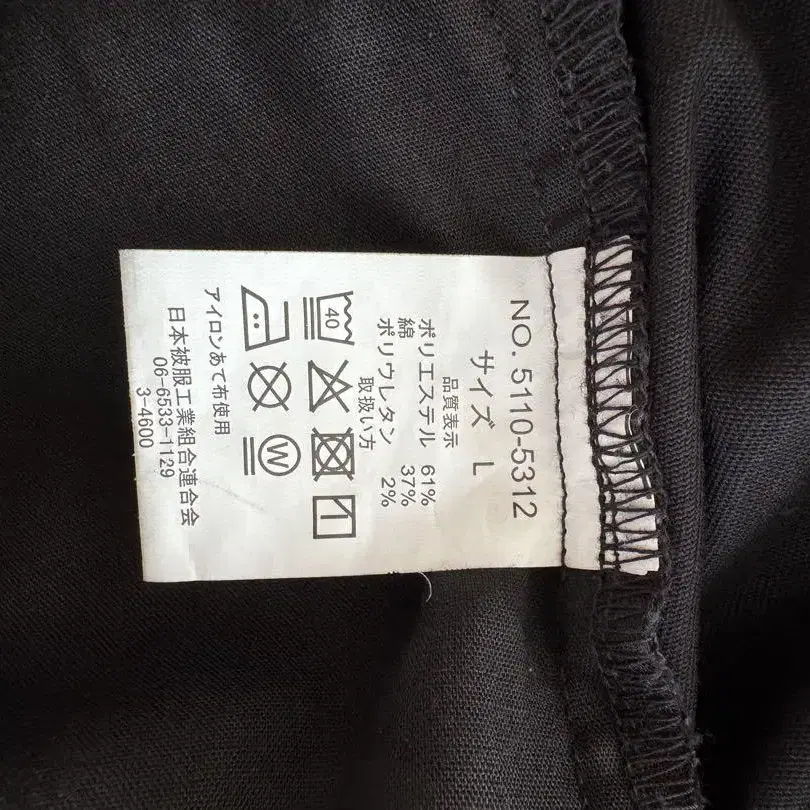 NO. 5110-5312
サイズ L
品質表示
ポリエステル 61%
綿 37%
ポリウレタン 2%
取扱い方
40
W
アイロンあて布使用
日本被服工業組合連合会
06-6533-1129
3-4600